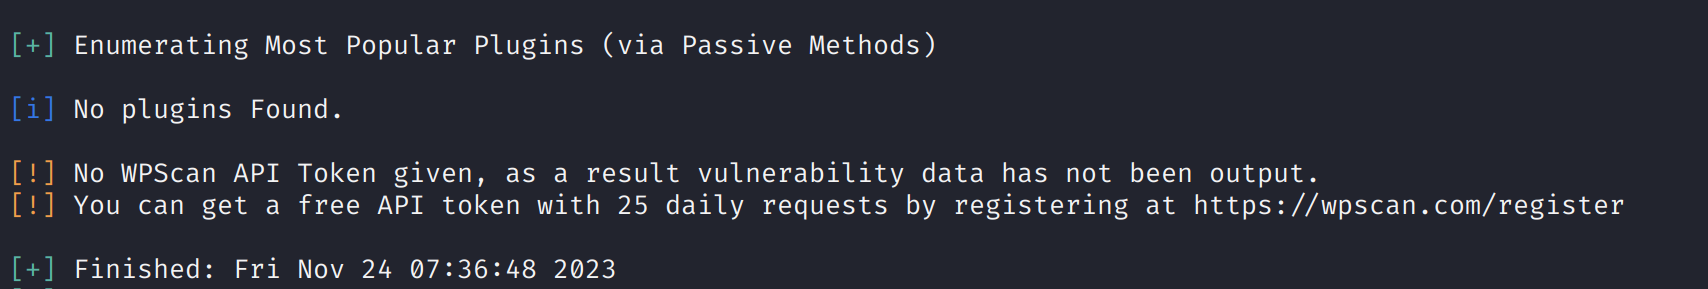 [+] Enumerating Most Popular Plugins (via Passive Methods)
[i] No plugins Found.
[!] No WPScan API Token given, as a result vulnerability data has not been output.
[!] You can get a free API token with 25 daily requests by registering at https://wpscan.com/register
[+] Finished: Fri Nov 24 07:36:48 2023